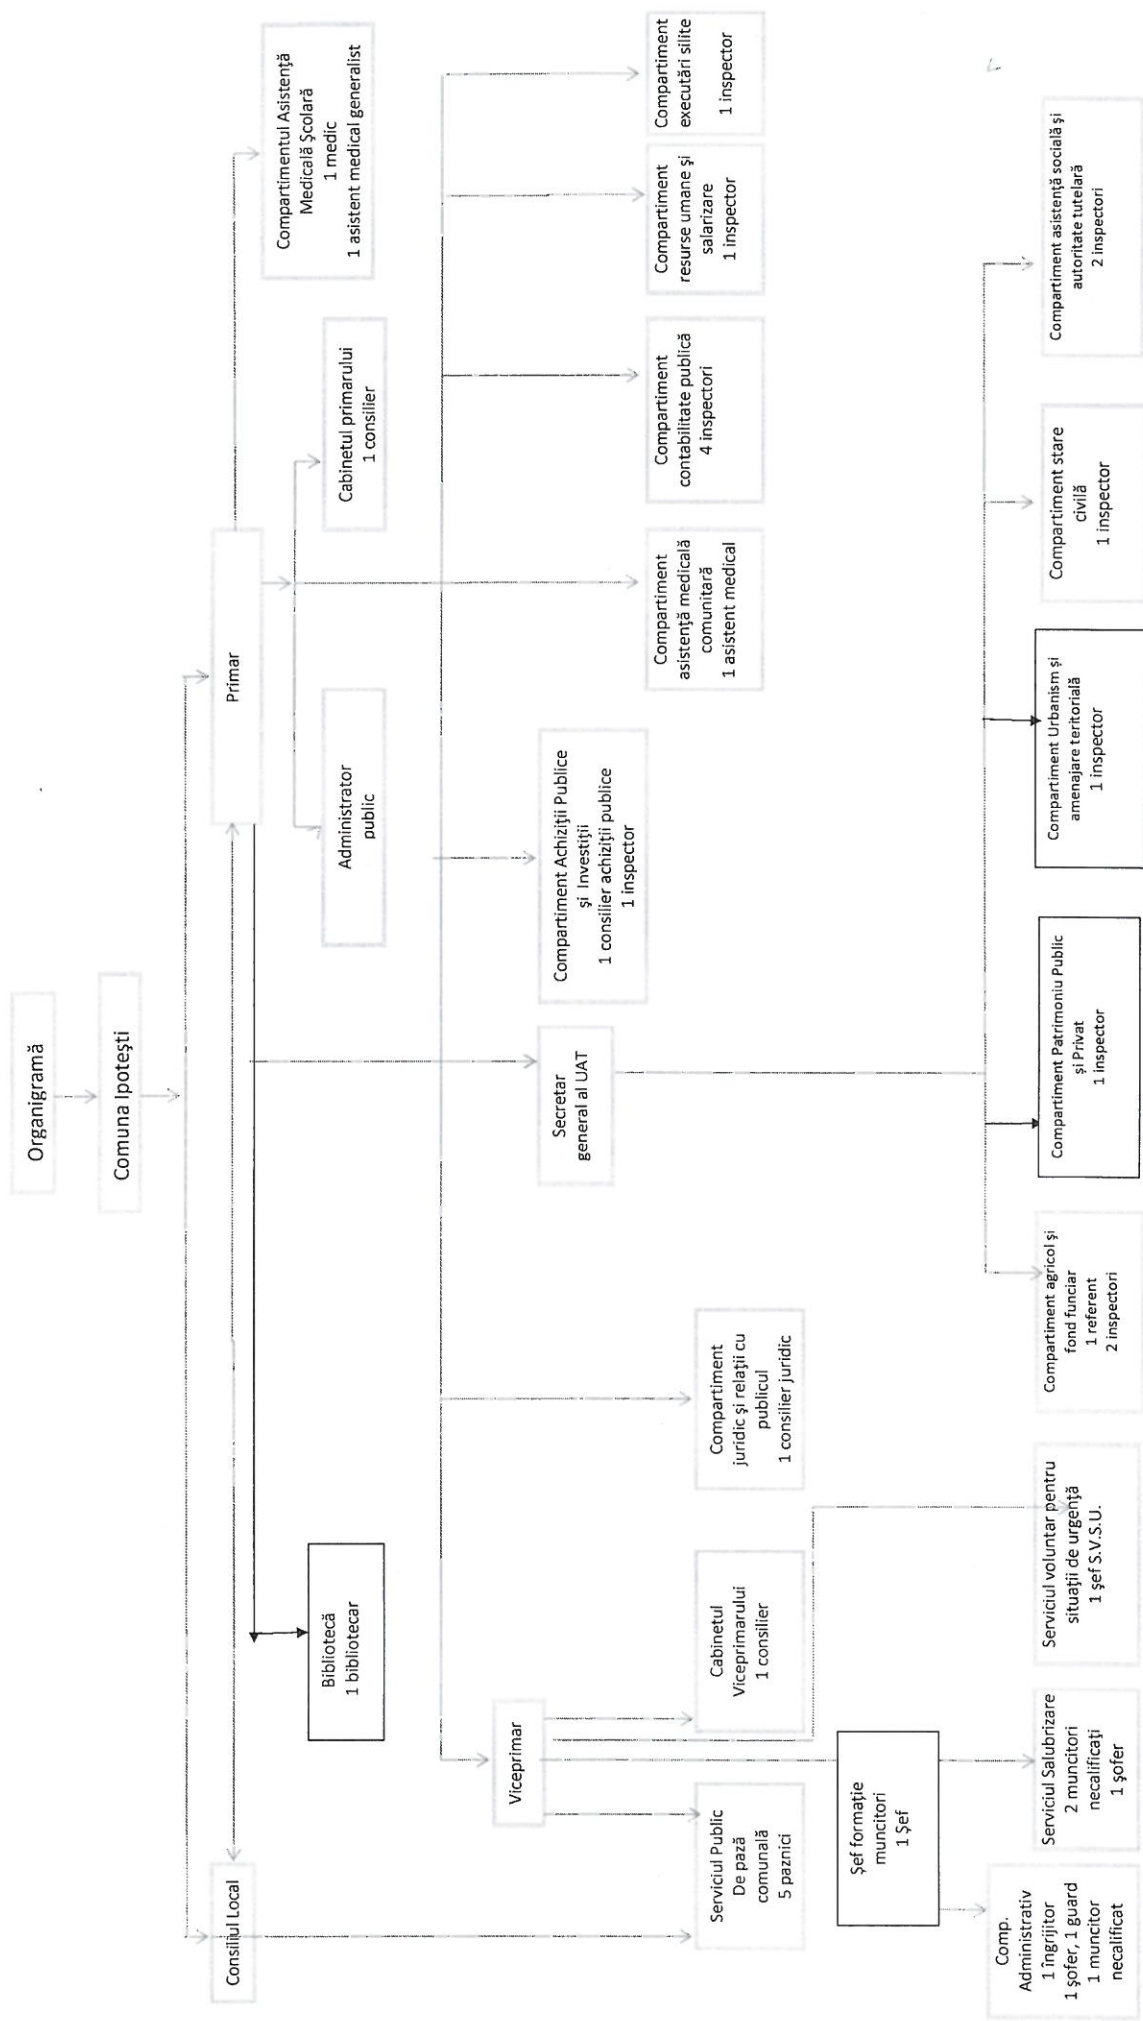 Organigramă
Comuna Ipotești
Consiliul Local
Primar
Compartimentul Asistență
Medicală Școlară
1 medic
1 asistent medical generalist
Bibliotecă
1 bibliotecar
Administrator
public
Cabinetul primarului
1 consilier
Viceprimar
Secretar
general al UAT
Compartiment Achiziții Publice
și Investiții
1 consilier achiziții publice
1 inspector
Compartiment
asistență medicală
comunitară
1 asistent medical
Compartiment
contabilitate publică
4 inspectori
Compartiment
resurse umane și
salarizare
1 inspector
Compartiment
executări silite
1 inspector
Serviciul Public
De pază
comunală
5 paznici
Cabinetul
Viceprimarului
1 consilier
Compartiment
juridic și relații cu
publicul
1 consilier juridic
Șef formație
muncitori
1 Șef
Comp.
Administrativ
1 îngrijitor
1 șofer, 1 guard
1 muncitor
necalificat
Serviciul Salubrizare
2 muncitori
necalificați
1 șofer
Serviciul voluntar pentru
situații de urgență
1 șef S.V.S.U.
Compartiment agricol și
fond funciar
1 referent
2 inspectori
Compartiment Patrimoniu Public
și Privat
1 inspector
Compartiment Urbanism și
amenajare teritorială
1 inspector
Compartiment stare
civilă
1 inspector
Compartiment asistență socială și
autoritate tutelară
2 inspectori